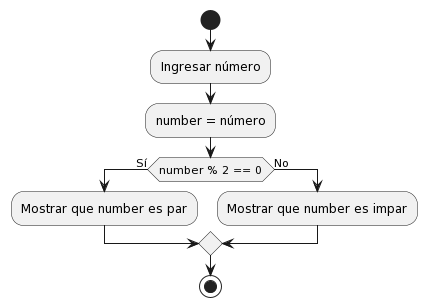 Ingresar número
number = número
Sí
number % 2 == 0
No
Mostrar que number es par
Mostrar que number es impar